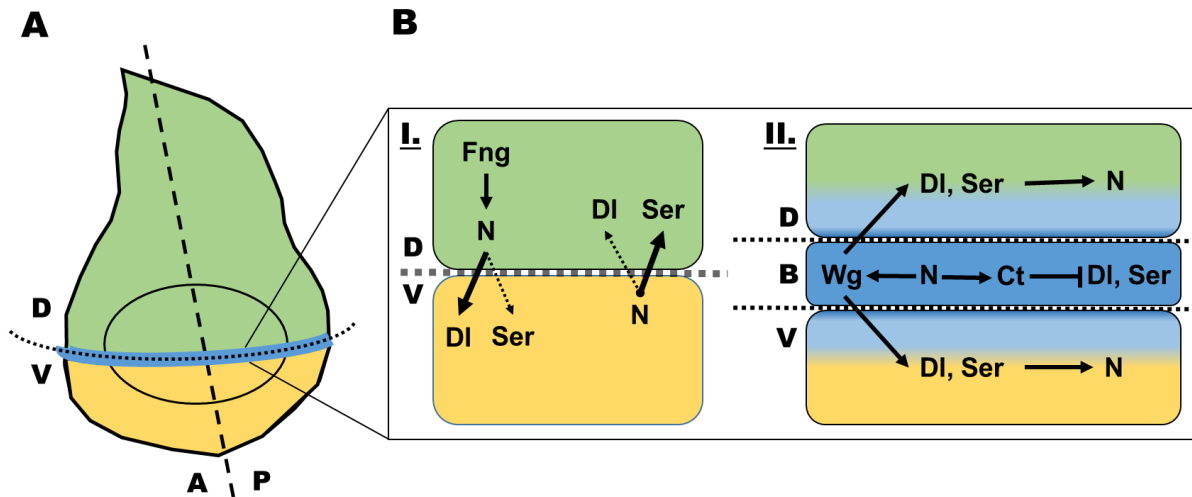 A
B
D
V
A P
I.
Fng
N
Dl Ser
D
V
Dl Ser
N
II.
Dl, Ser N
D
B
Wg N Ct Dl, Ser
V
Dl, Ser N